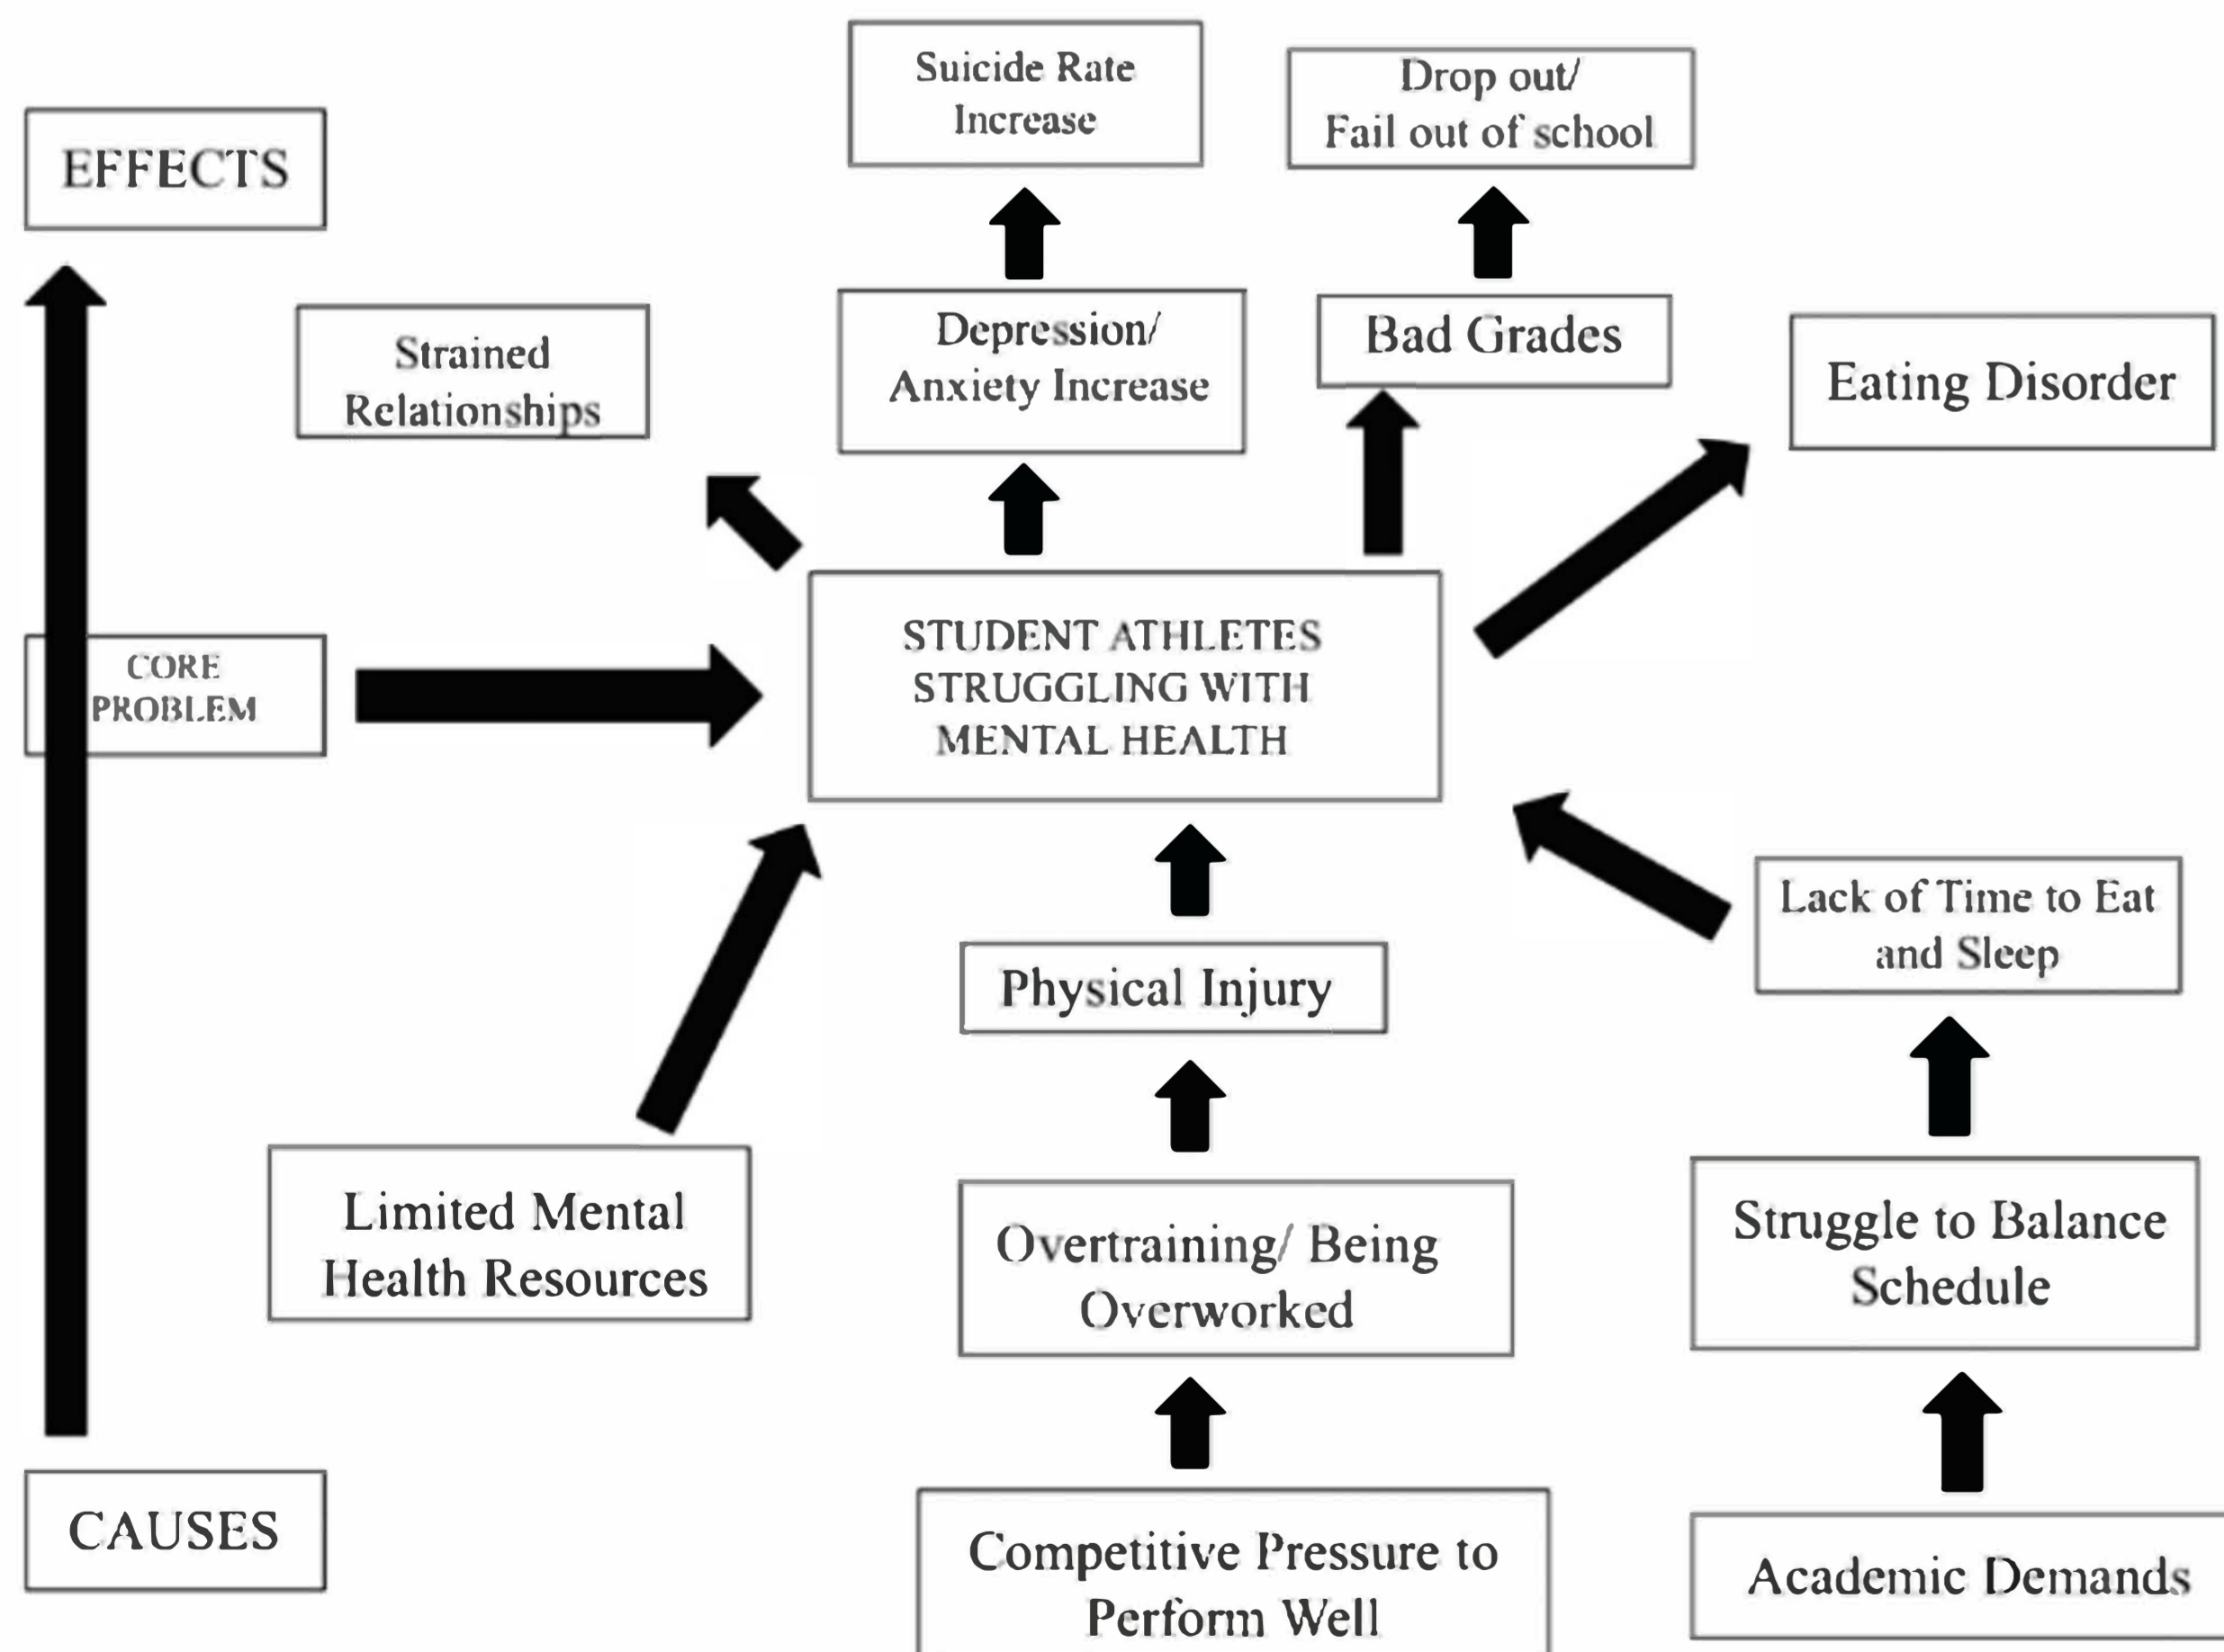 Suicide Rate
Increase
Drop out/
Fail out of school
EFFECTS
Strained
Relationships
Depression/
Anxiety Increase
Bad Grades
Eating Disorder
CORE
PROBLEM
STUDENT ATHLETES
STRUGGLING WITH
MENTAL HEALTH
Lack of Time to Eat
and Sleep
Physical Injury
Limited Mental
Health Resources
Overtraining/ Being
Overworked
Struggle to Balance
Schedule
CAUSES
Competitive Pressure to
Perform Well
Academic Demands